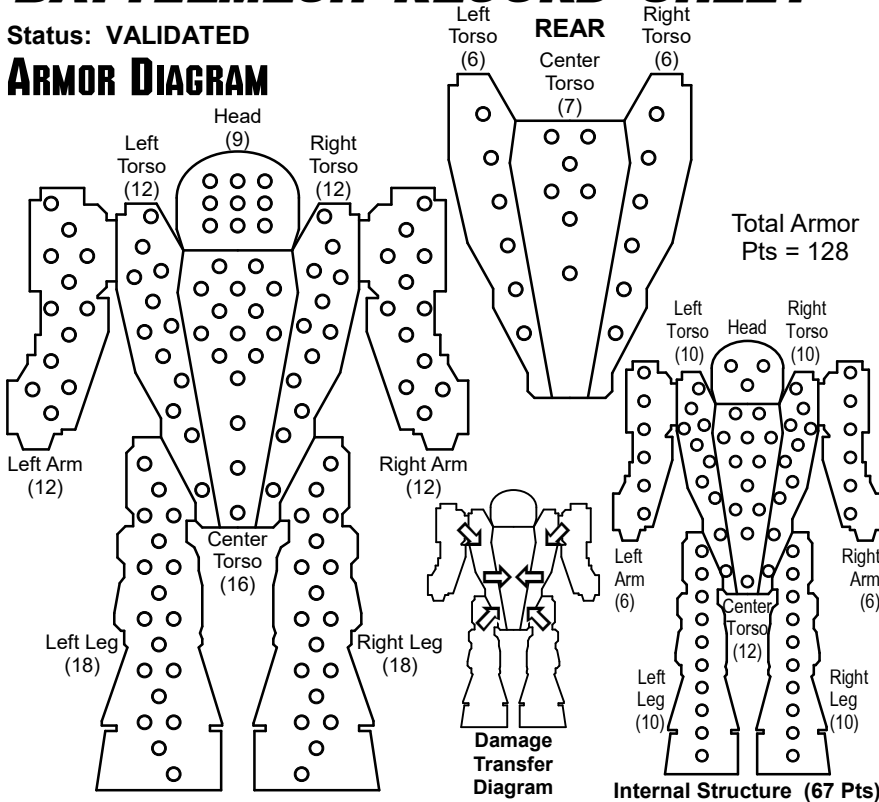 BATTLEMECH RECORD SHEET
Status: VALIDATED
ARMOR DIAGRAM
Head
(9)
Left
Torso
(12)
Right
Torso
(12)
Left Arm
(12)
Right Arm
(12)
Center
Torso
(16)
Left Leg
(18)
Right Leg
(18)
Left
Torso
(6)
REAR
Center
Torso
(7)
Right
Torso
(6)
Total Armor
Pts = 128
Damage
Transfer
Diagram
Left
Torso
(10)
Head
Right
Torso
(10)
Left
Arm
(6)
Right
Arm
(6)
Center
Torso
(12)
Left
Leg
(10)
Right
Leg
(10)
Internal Structure (67 Pts)